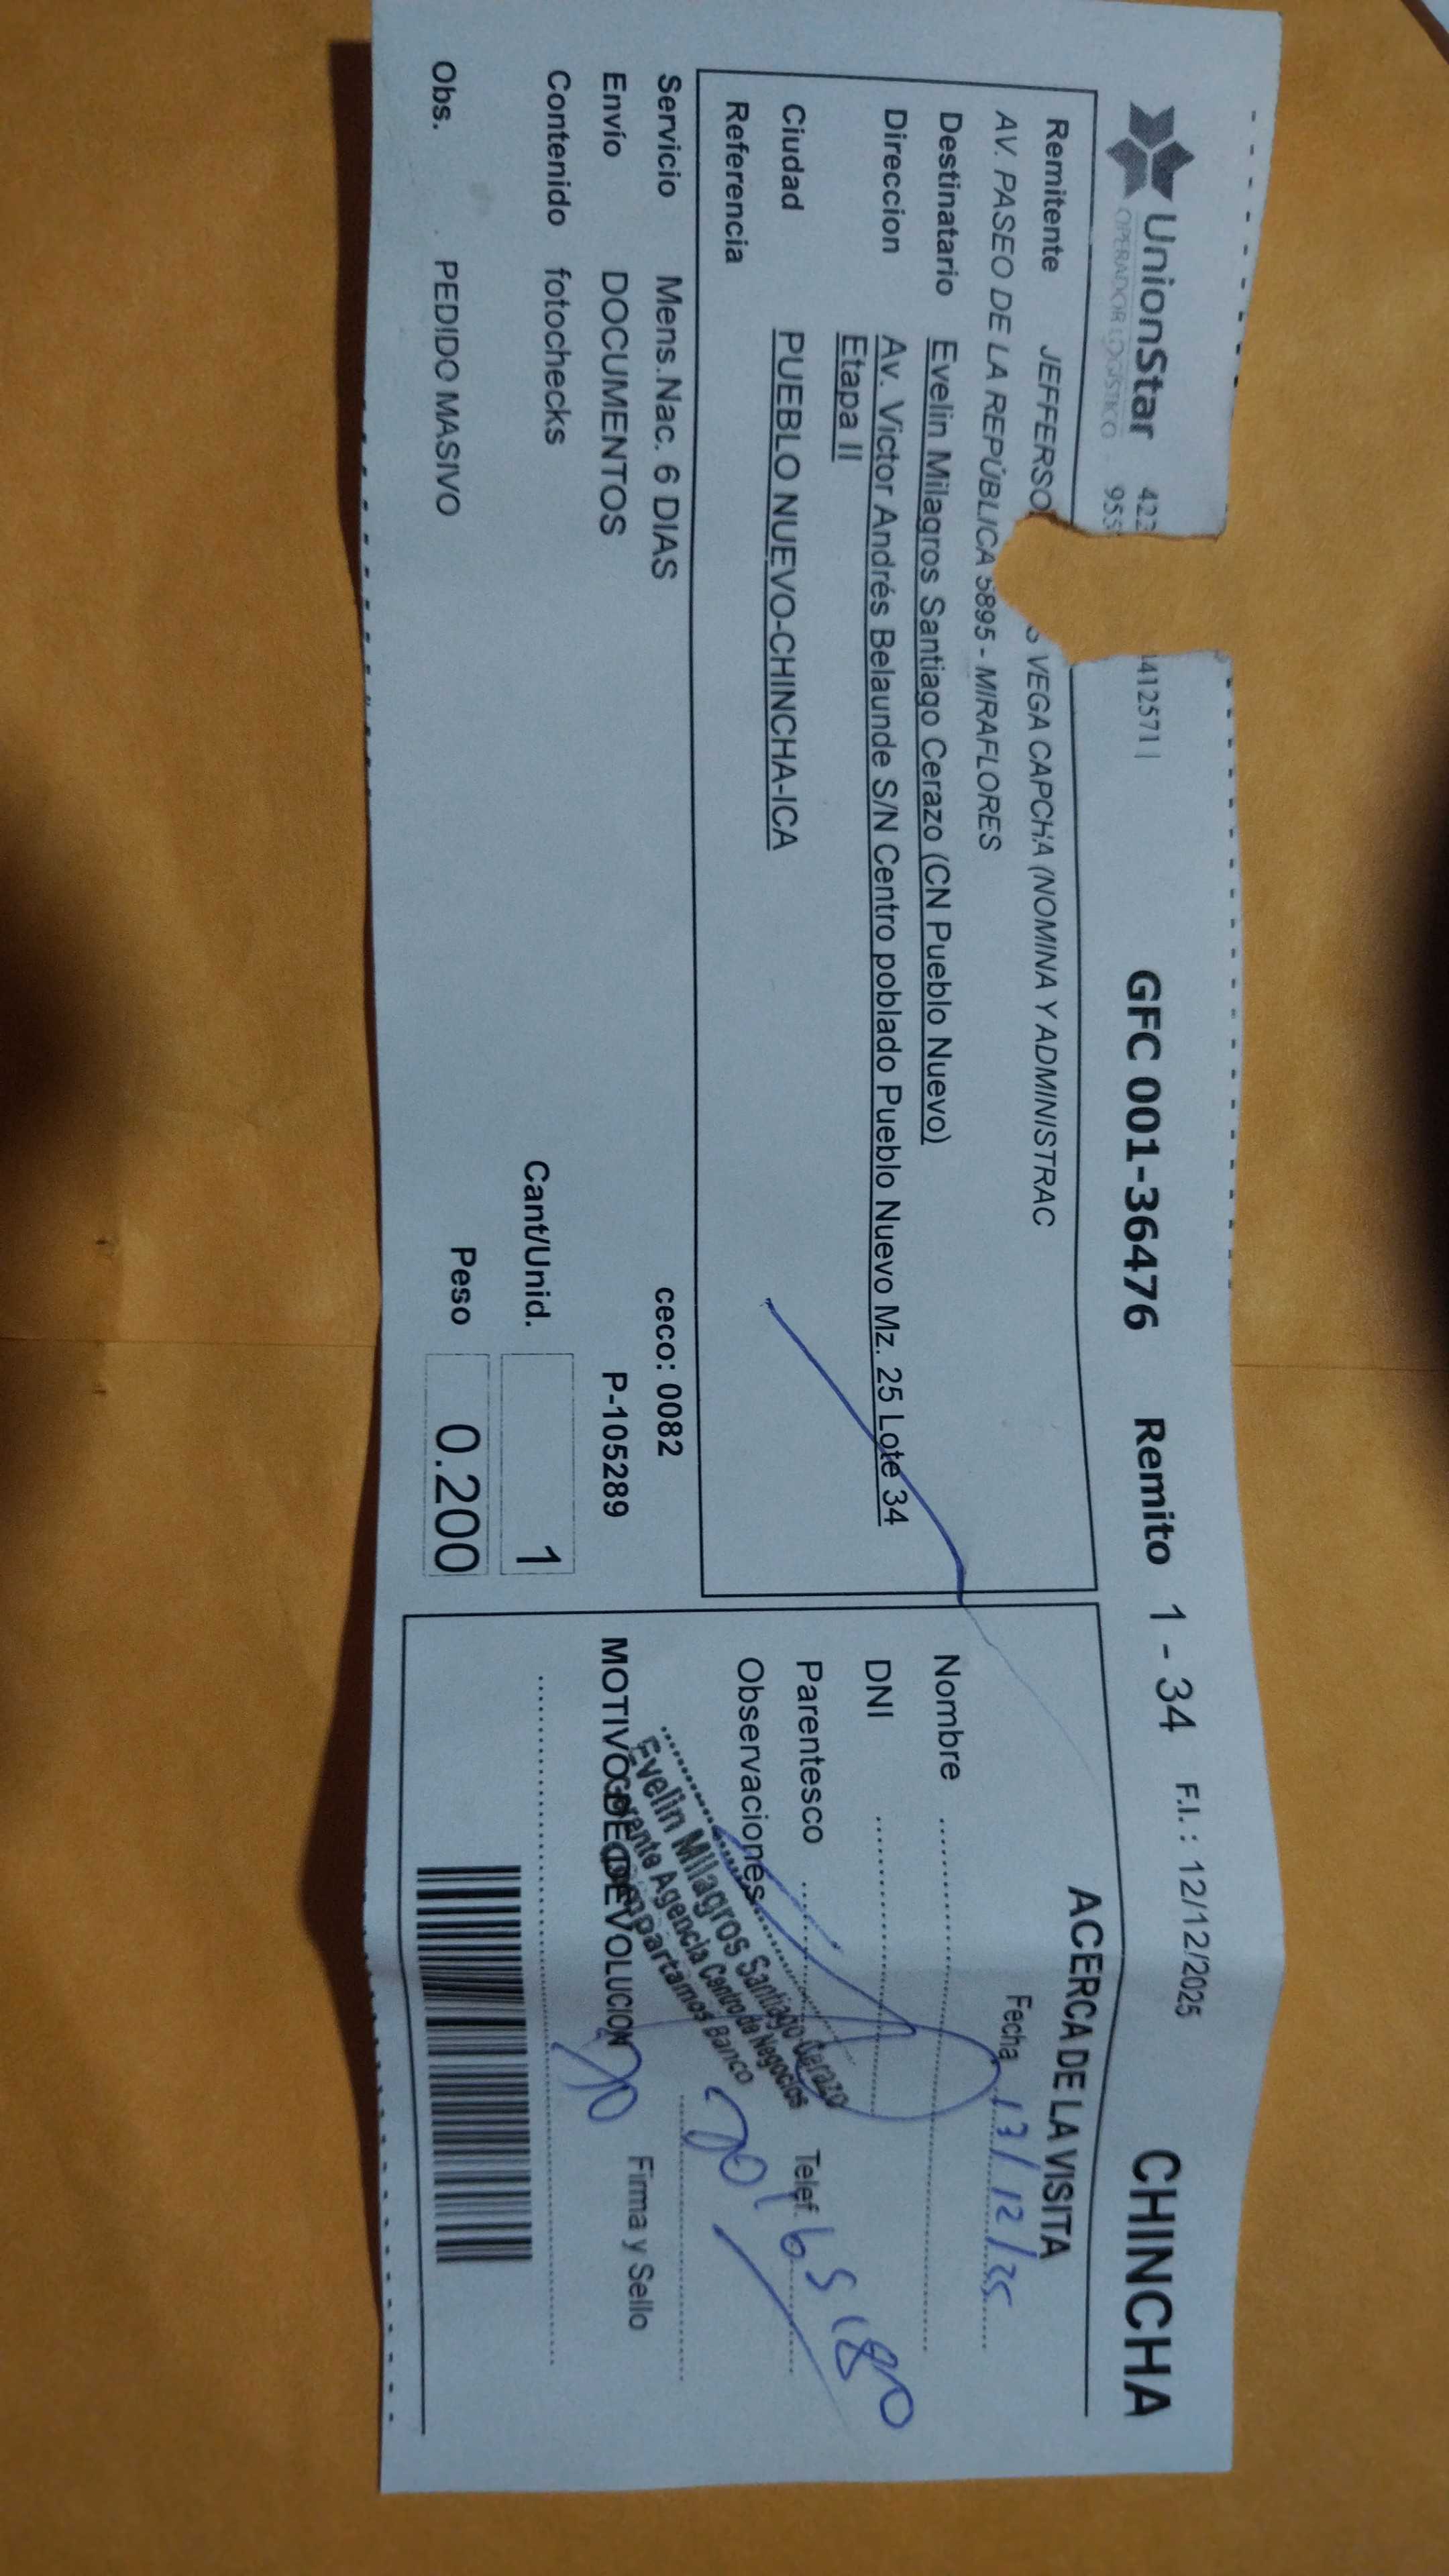 UnionStar
OPERADOR LOGÍSTICO
422 412571 |
955
GFC 001-36476 Remito 1 - 34 F.I. : 12/12/2025 CHINCHA
Remitente JEFFERSO VEGA CAPCHA (NOMINA Y ADMINISTRAC
AV. PASEO DE LA REPÚBLICA 5895 - MIRAFLORES
Destinatario Evelin Milagros Santiago Cerazo (CN Pueblo Nuevo)
Direccion Av. Victor Andrés Belaunde S/N Centro poblado Pueblo Nuevo Mz. 25 Lote 34
Etapa II
Ciudad PUEBLO NUEVO-CHINCHA-ICA
Referencia
Servicio Mens.Nac. 6 DIAS ceco: 0082
Envío DOCUMENTOS P-105289
Contenido fotochecks Cant/Unid. 1
Obs. PEDIDO MASIVO Peso 0.200
ACERCA DE LA VISITA
Fecha 13/12/25
Nombre
DNI
Parentesco Telef.
Observaciones
Evelin Milagros Santiago Cerazo
Gerente Agencia Centro de Negocios
Compartamos Banco
MOTIVO DE DEVOLUCION Firma y Sello